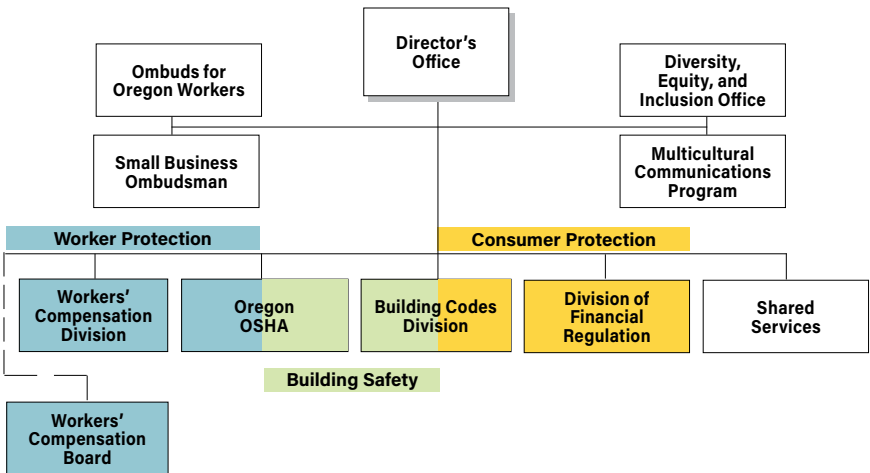 Director's
Office
Ombuds for
Oregon Workers
Diversity,
Equity, and
Inclusion Office
Small Business
Ombudsman
Multicultural
Communications
Program
Worker Protection
Consumer Protection
Workers'
Compensation
Division
Oregon
OSHA
Building Codes
Division
Division of
Financial
Regulation
Shared
Services
Building Safety
Workers'
Compensation
Board